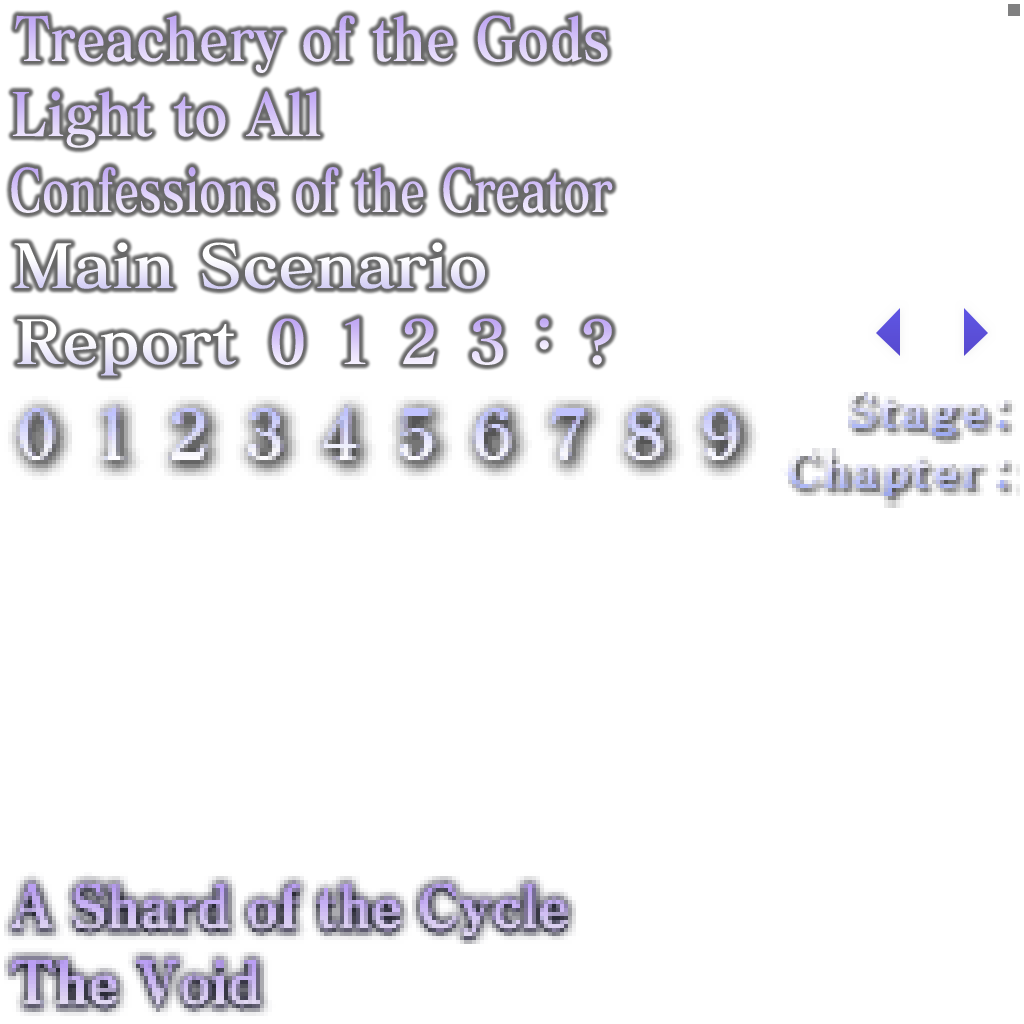 Treachery of the Gods
Light to All
Confessions of the Creator
Main Scenario
Report 0 1 2 3 : ?
0 1 2 3 4 5 6 7 8 9
Stage:
Chapter:
A Shard of the Cycle
The Void